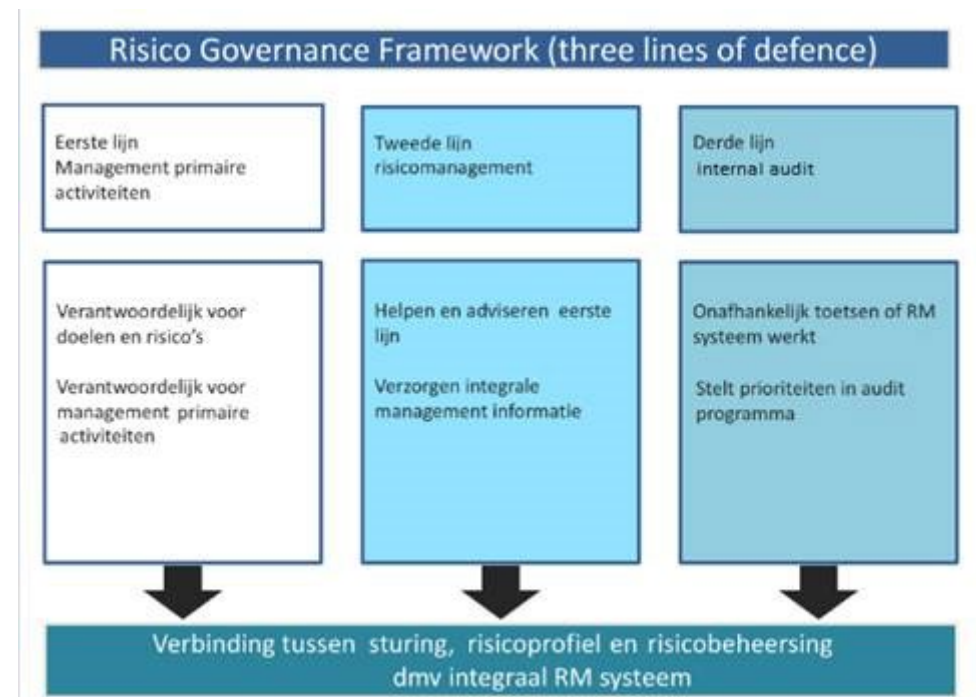 Risico Governance Framework (three lines of defence)
Eerste lijn
Management primaire
activiteiten
Tweede lijn
risicomanagement
Derde lijn
internal audit
Verantwoordelijk voor
doelen en risico's
Verantwoordelijk voor
management primaire
activiteiten
Helpen en adviseren eerste
lijn
Verzorgen integrale
management informatie
Onafhankelijk toetsen of RM
systeem werkt
Stelt prioriteiten in audit
programma
Verbinding tussen sturing, risicoprofiel en risicobeheersing
dmv integraal RM systeem